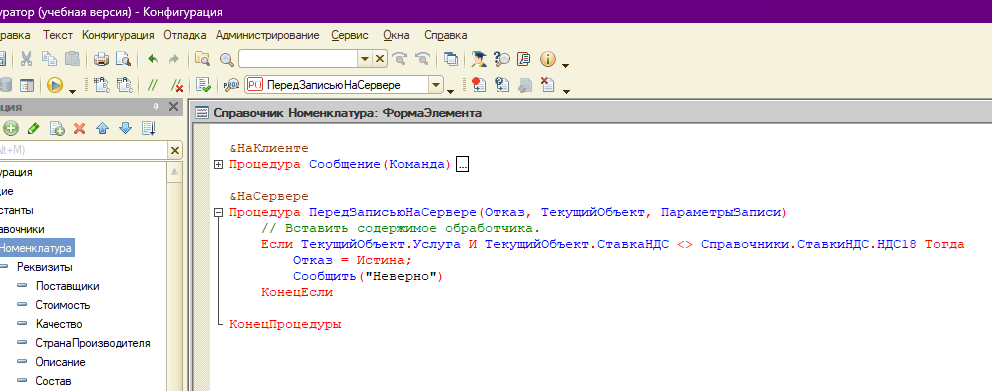 уратор (учебная версия) - Конфигурация
равка Текст Конфигурация Отладка Администрирование Сервис Окна Справка
ПередЗаписьюНаСервере
ация
Справочник Номенклатура: ФормаЭлемента
lt+M)
&НаКлиенте
урация
Процедура Сообщение(Команда) ...
ие
&НаСервере
станты
Процедура ПередЗаписьюНаСервере(Отказ, ТекущийОбъект, ПараметрыЗаписи)
авочники
// Вставить содержимое обработчика.
Номенклатура
Если ТекущийОбъект.Услуга И ТекущийОбъект.СтавкаНДС <> Справочники.СтавкиНДС.НДС18 Тогда
Реквизиты
Отказ = Истина;
Поставщики
Сообщить("Неверно")
Стоимость
КонецЕсли
Качество
КонецПроцедуры
СтранаПроизводителя
Описание
Состав